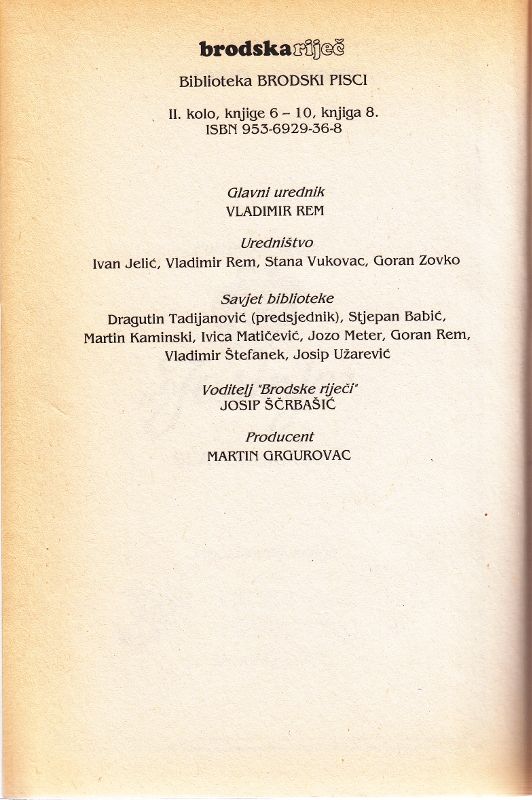 brodskariječ
Biblioteka BRODSKI PISCI
II. kolo, knjige 6 – 10, knjiga 8.
ISBN 953-6929-36-8
Glavni urednik
VLADIMIR REM
Uredništvo
Ivan Jelić, Vladimir Rem, Stana Vukovac, Goran Zovko
Savjet biblioteke
Dragutin Tadijanović (predsjednik), Stjepan Babić,
Martin Kaminski, Ivica Matičević, Jozo Meter, Goran Rem,
Vladimir Štefanek, Josip Užarević
Voditelj "Brodske riječi"
JOSIP ŠČRBAŠIĆ
Producent
MARTIN GRGUROVAC